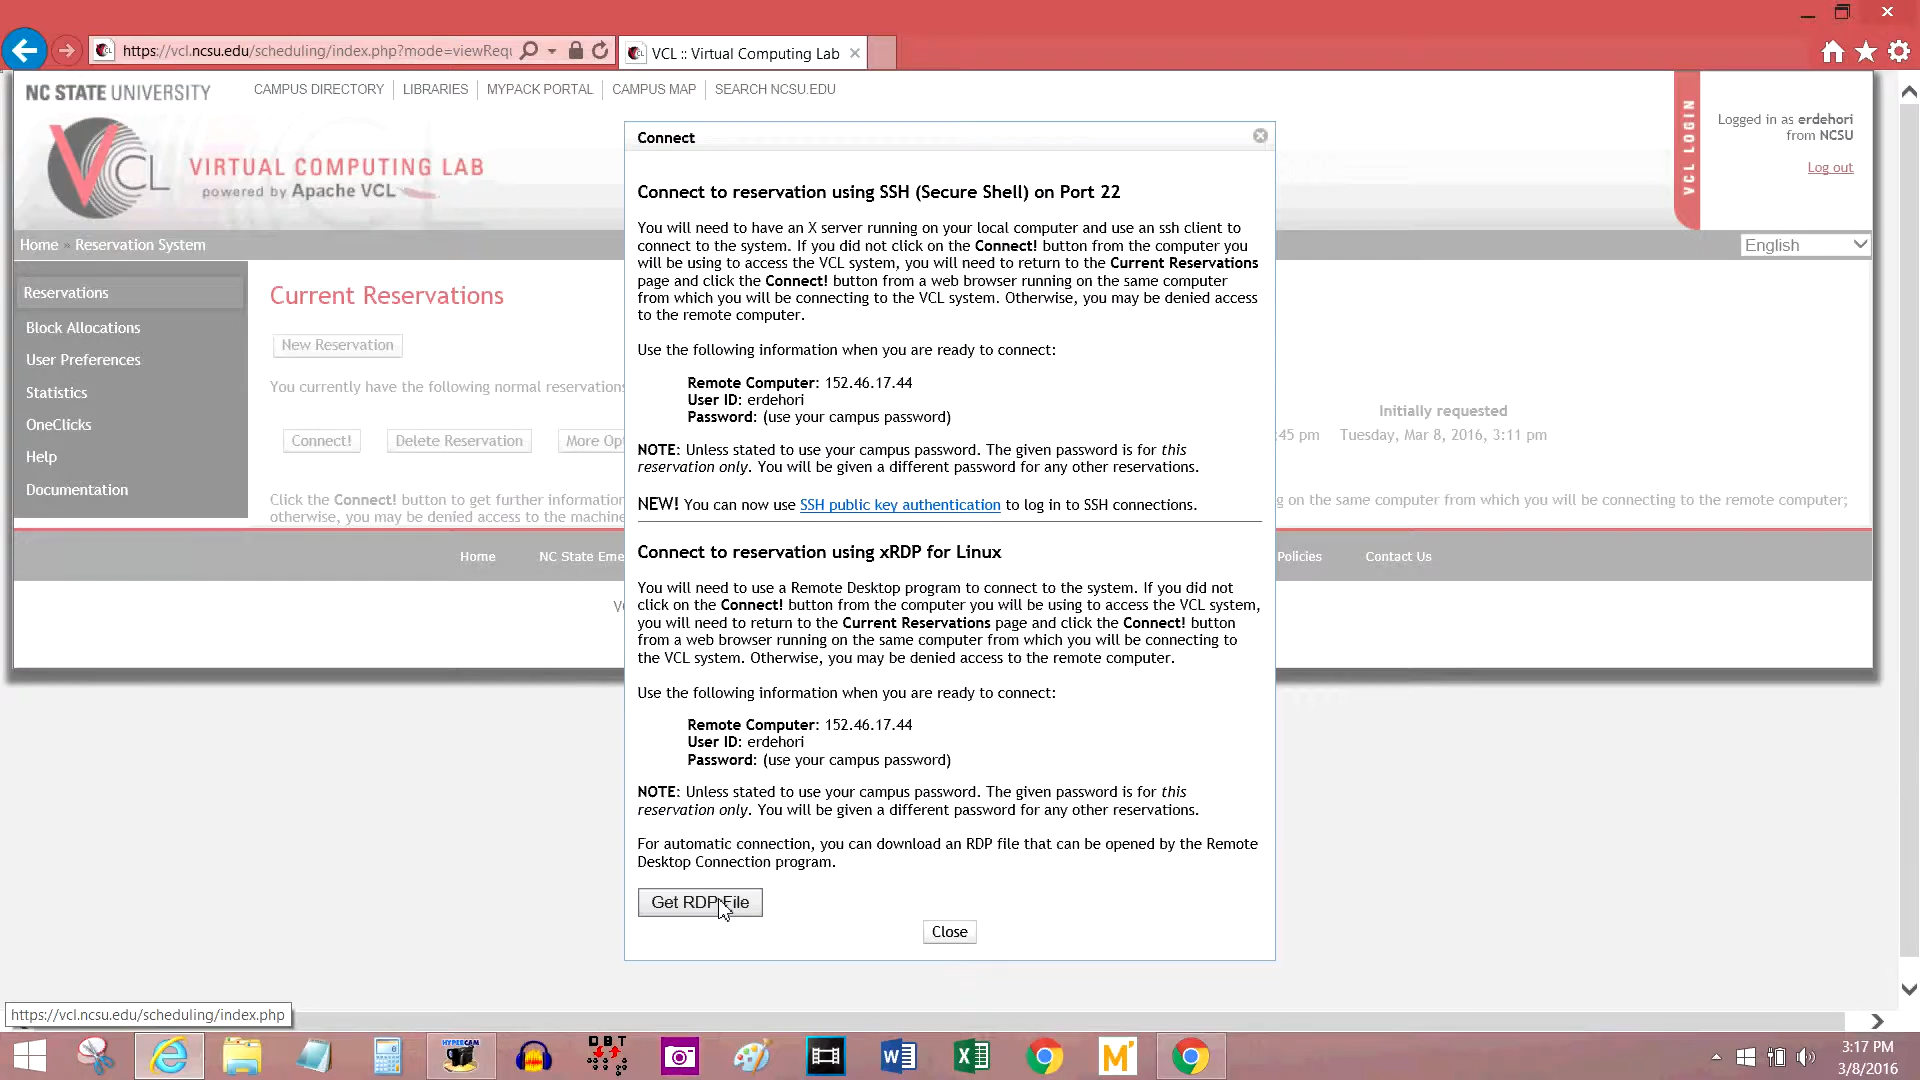 https://vcl.ncsu.edu/scheduling/index.php?mode=viewRequ
VCL :: Virtual Computing Lab
NC STATE UNIVERSITY
CAMPUS DIRECTORY
LIBRARIES
MYPACK PORTAL
CAMPUS MAP
SEARCH NCSU.EDU
VCL
VIRTUAL COMPUTING LAB
powered by Apache VCL
VCL LOGIN
Logged in as erdehori
from NCSU
Log out
Home » Reservation System
English
Reservations
Block Allocations
User Preferences
Statistics
OneClicks
Help
Documentation
Current Reservations
New Reservation
You currently have the following normal reservations
Initially requested
Connect!
Delete Reservation
More Opt
:45 pm
Tuesday, Mar 8, 2016, 3:11 pm
Click the Connect! button to get further information
g on the same computer from which you will be connecting to the remote computer;
otherwise, you may be denied access to the machine
Home
NC State Eme
Policies
Contact Us
Connect
Connect to reservation using SSH (Secure Shell) on Port 22
You will need to have an X server running on your local computer and use an ssh client to
connect to the system. If you did not click on the Connect! button from the computer you
will be using to access the VCL system, you will need to return to the Current Reservations
page and click the Connect! button from a web browser running on the same computer
from which you will be connecting to the VCL system. Otherwise, you may be denied access
to the remote computer.
Use the following information when you are ready to connect:
Remote Computer: 152.46.17.44
User ID: erdehori
Password: (use your campus password)
NOTE: Unless stated to use your campus password. The given password is for this
reservation only. You will be given a different password for any other reservations.
NEW! You can now use SSH public key authentication to log in to SSH connections.
Connect to reservation using xRDP for Linux
You will need to use a Remote Desktop program to connect to the system. If you did not
click on the Connect! button from the computer you will be using to access the VCL system,
you will need to return to the Current Reservations page and click the Connect! button
from a web browser running on the same computer from which you will be connecting to
the VCL system. Otherwise, you may be denied access to the remote computer.
Use the following information when you are ready to connect:
Remote Computer: 152.46.17.44
User ID: erdehori
Password: (use your campus password)
NOTE: Unless stated to use your campus password. The given password is for this
reservation only. You will be given a different password for any other reservations.
For automatic connection, you can download an RDP file that can be opened by the Remote
Desktop Connection program.
Get RDP File
Close
https://vcl.ncsu.edu/scheduling/index.php
HYPERCAM
DBT
3:17 PM
3/8/2016